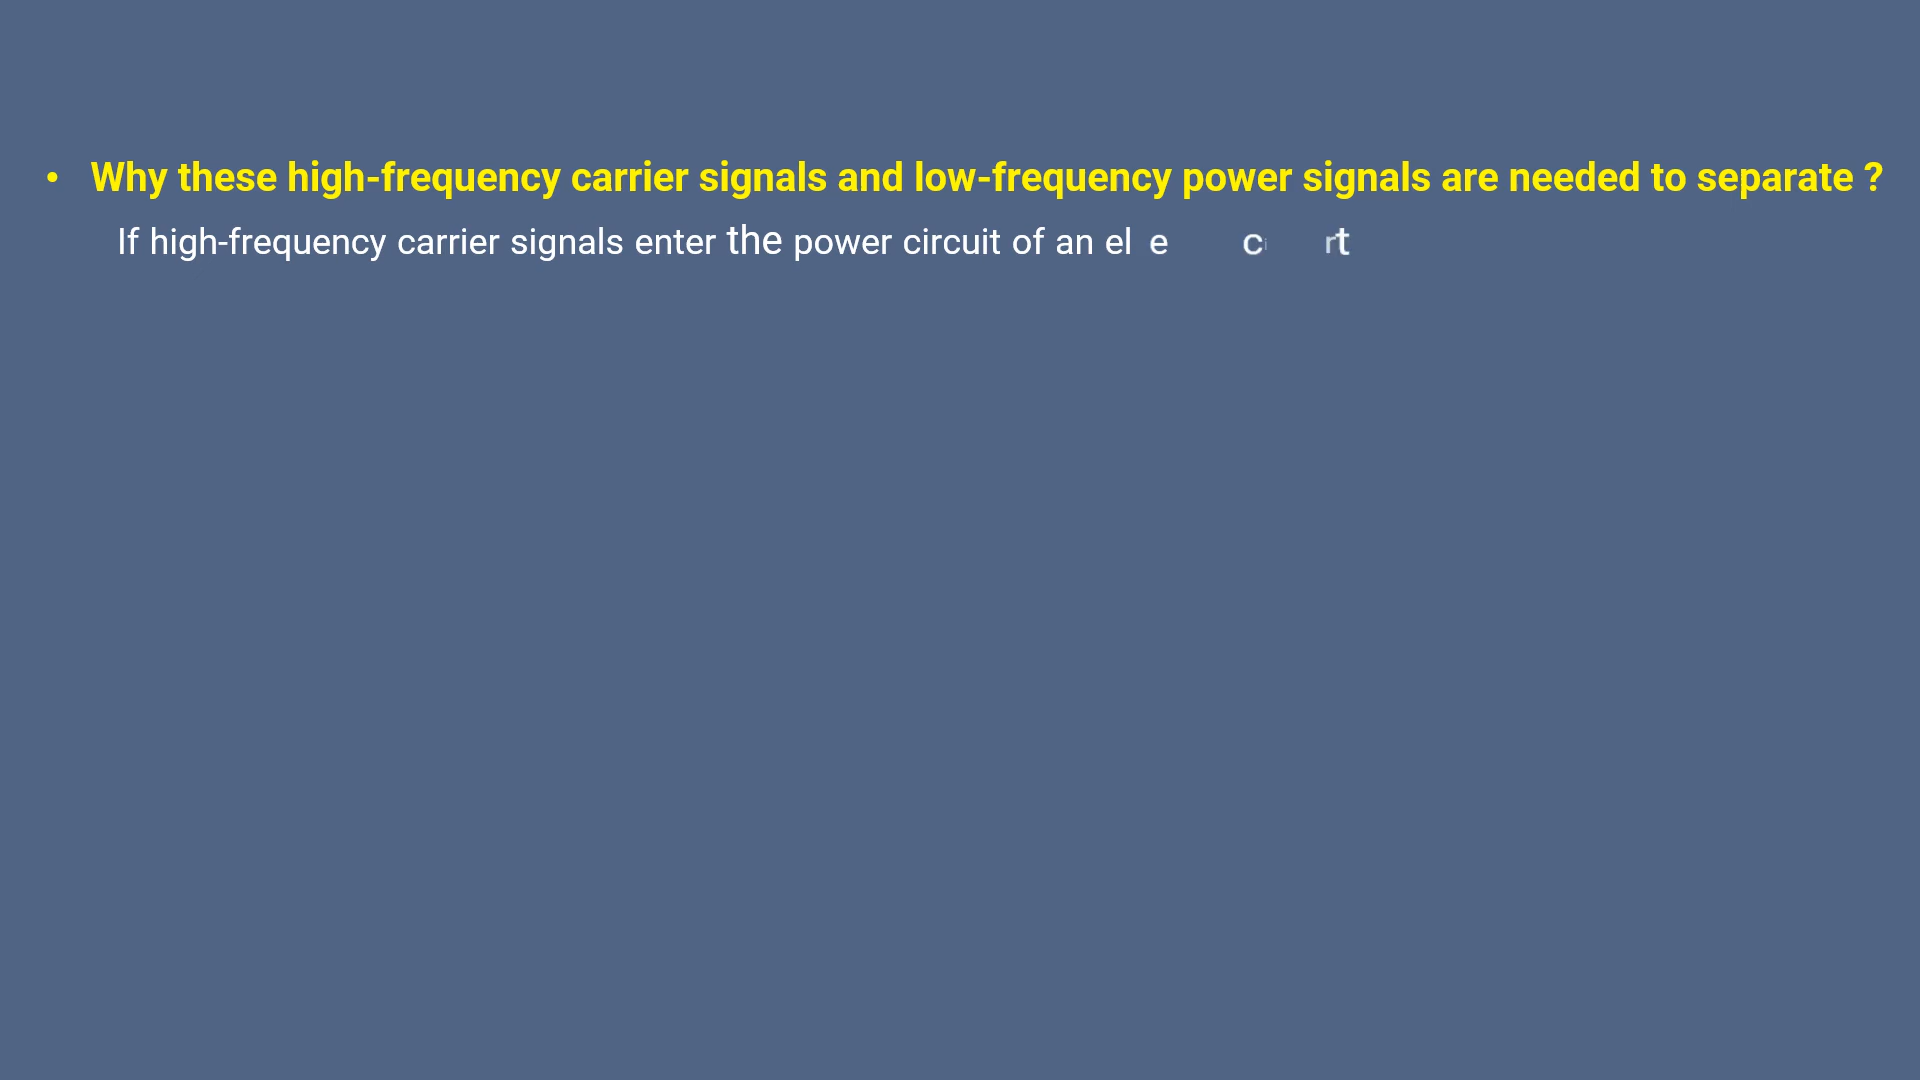 • Why these high-frequency carrier signals and low-frequency power signals are needed to separate ?
If high-frequency carrier signals enter the power circuit of an